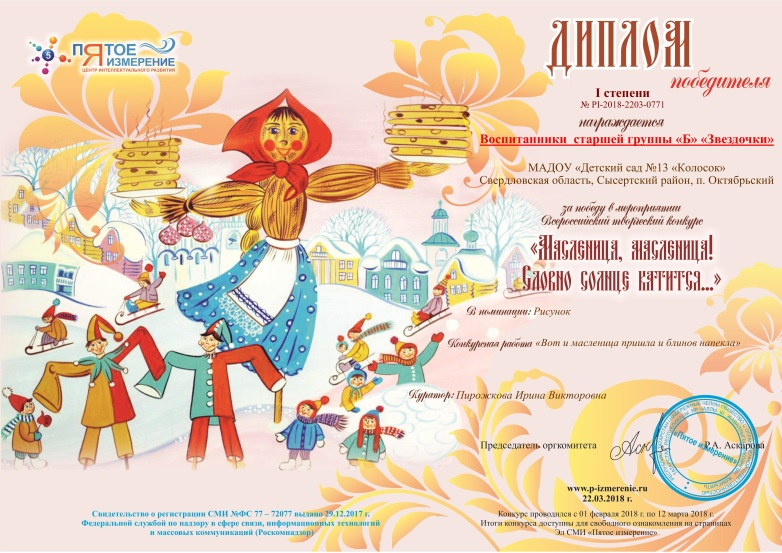 5
ПЯТОЕ
ИЗМЕРЕНИЕ
ЦЕНТР ИНТЕЛЛЕКТУАЛЬНОГО РАЗВИТИЯ
ДИПЛОМ
победителя
I степени
№ PI-2018-2203-0771
награждается
Воспитанники старшей группы «Б» «Звездочки»
МАДОУ «Детский сад №13 «Колосок»
Свердловская область, Сысертский район, п. Октябрьский
за победу в мероприятии
Всероссийский творческий конкурс
«Масленица, масленица!
Словно солнце катится...»
В номинации: Рисунок
Конкурсная работа «Вот и масленица пришла и блинов напекла»
Куратор: Пирожкова Ирина Викторовна
Председатель оргкомитета Р.А. Аскарова
«Пятое измерение»
www.p-izmerenie.ru
22.03.2018 г.
Свидетельство о регистрации СМИ №ФС 77 – 72077 выдано 29.12.2017 г.
Федеральной службой по надзору в сфере связи, информационных технологий
и массовых коммуникаций (Роскомнадзор)
Конкурс проводился с 01 февраля 2018 г. по 12 марта 2018 г.
Итоги конкурса доступны для свободного ознакомления на страницах
Эл СМИ «Пятое измерение»